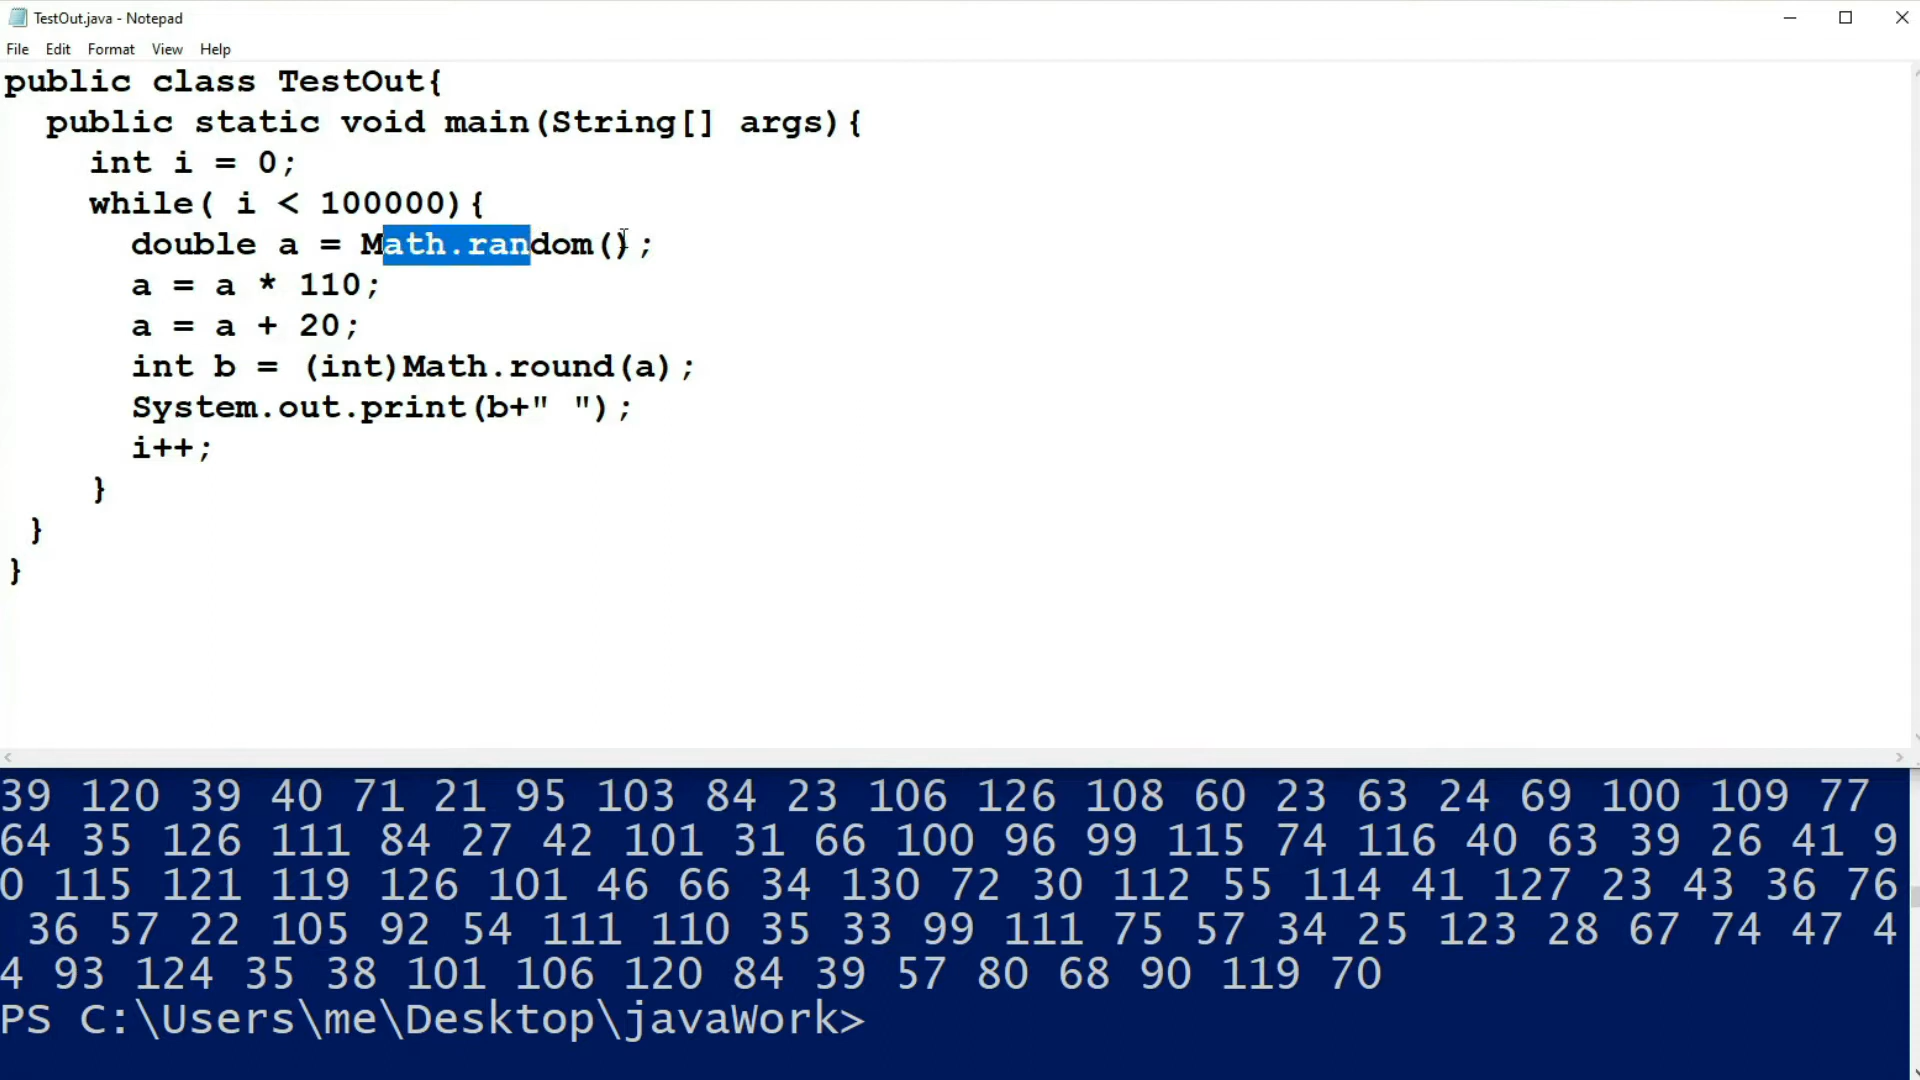 TestOut.java - Notepad
File Edit Format View Help
public class TestOut{
  public static void main(String[] args){
    int i = 0;
    while( i < 100000){
      double a = Math.random();
      a = a * 110;
      a = a + 20;
      int b = (int)Math.round(a);
      System.out.print(b+" ");
      i++;
    }
 }
}
39 120 39 40 71 21 95 103 84 23 106 126 108 60 23 63 24 69 100 109 77
64 35 126 111 84 27 42 101 31 66 100 96 99 115 74 116 40 63 39 26 41 9
0 115 121 119 126 101 46 66 34 130 72 30 112 55 114 41 127 23 43 36 76
 36 57 22 105 92 54 111 110 35 33 99 111 75 57 34 25 123 28 67 74 47 4
4 93 124 35 38 101 106 120 84 39 57 80 68 90 119 70
PS C:\Users\me\Desktop\javaWork>